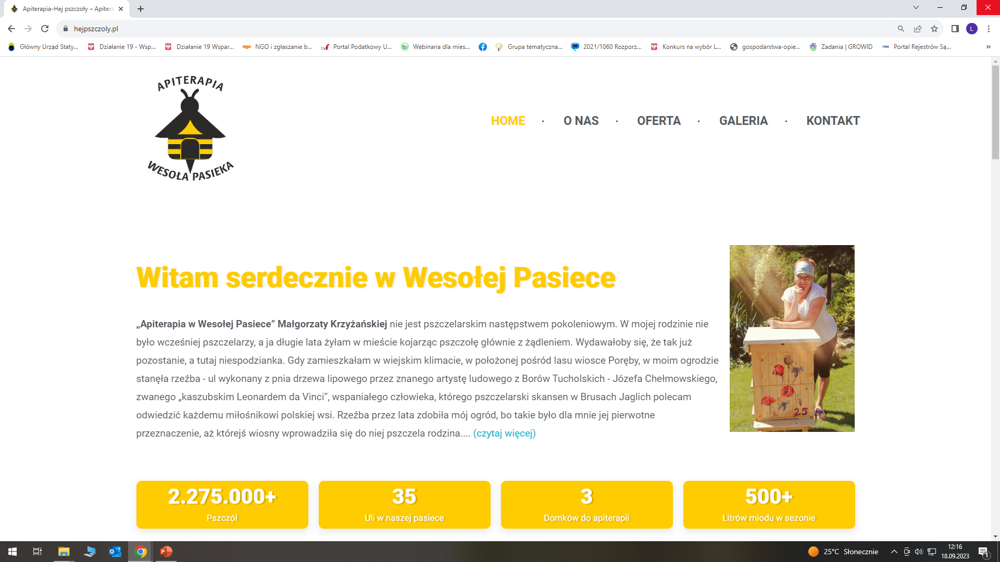 Apiterapia-Hej pszczoły – Apitera
hejpszczoly.pl
L
Główny Urząd Staty...
Działanie 19 - Wsp...
Działanie 19 Wspar...
ngo NGO i zgłaszanie b...
Portal Podatkowy U...
Webinaria dla mies...
Grupa tematyczna...
2021/1060 Rozporz...
Konkurs na wybór L...
gospodarstwa-opie...
Zadania | GROWID
PRS Portal Rejestrów Są...
APITERAPIA
WESOŁA PASIEKA
HOME · O NAS · OFERTA · GALERIA · KONTAKT
Witam serdecznie w Wesołej Pasiece
„Apiterapia w Wesołej Pasiece” Małgorzaty Krzyżańskiej nie jest pszczelarskim następstwem pokoleniowym. W mojej rodzinie nie
było wcześniej pszczelarzy, a ja długie lata żyłam w mieście kojarząc pszczołę głównie z żądleniem. Wydawałoby się, że tak już
pozostanie, a tutaj niespodzianka. Gdy zamieszkałam w wiejskim klimacie, w położonej pośród lasu wiosce Poręby, w moim ogrodzie
stanęła rzeźba - ul wykonany z pnia drzewa lipowego przez znanego artystę ludowego z Borów Tucholskich - Józefa Chełmowskiego,
zwanego „kaszubskim Leonardem da Vinci”, wspaniałego człowieka, którego pszczelarski skansen w Brusach Jaglich polecam
odwiedzić każdemu miłośnikowi polskiej wsi. Rzeźba przez lata zdobiła mój ogród, bo takie było dla mnie jej pierwotne
przeznaczenie, aż którejś wiosny wprowadziła się do niej pszczela rodzina.... (czytaj więcej)
25
2.275.000+
Pszczół
35
Uli w naszej pasiece
3
Domków do apiterapii
500+
Litrów miodu w sezonie
25°C Słonecznie
12:16
18.09.2023
1